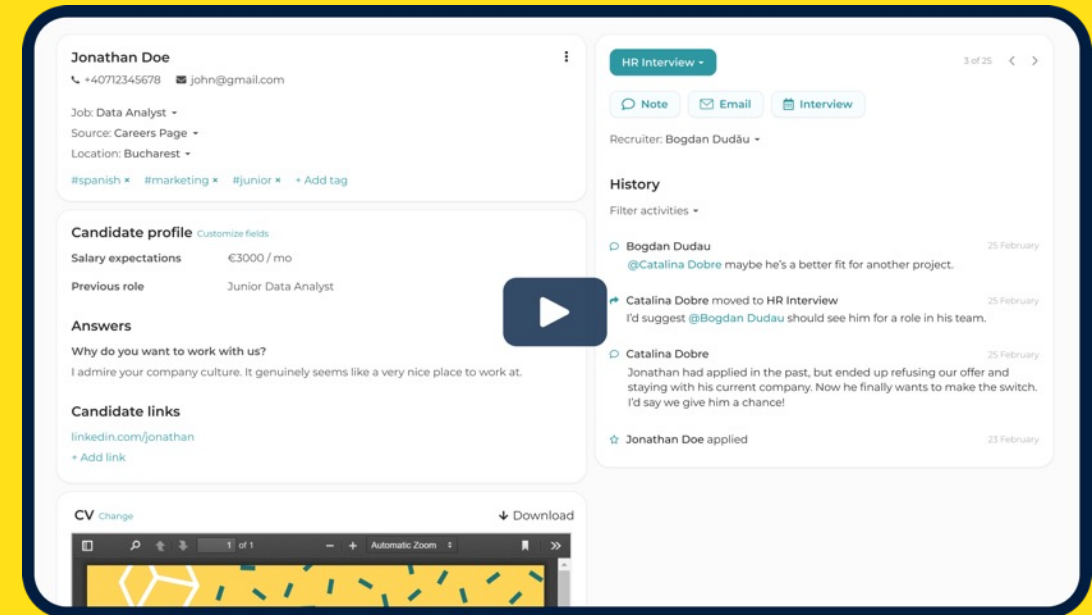 Jonathan Doe
+40712345678 john@gmail.com
Job: Data Analyst
Source: Careers Page
Location: Bucharest
#spanish × #marketing × #junior × + Add tag
Candidate profile Customize fields
Salary expectations €3000 / mo
Previous role Junior Data Analyst
Answers
Why do you want to work with us?
I admire your company culture. It genuinely seems like a very nice place to work at.
Candidate links
linkedin.com/jonathan
+ Add link
CV Change Download
1 of 1 − + Automatic Zoom
HR Interview
3 of 25
Note Email Interview
Recruiter: Bogdan Dudău
History
Filter activities
Bogdan Dudau 25 February
@Catalina Dobre maybe he's a better fit for another project.
Catalina Dobre moved to HR Interview 25 February
I'd suggest @Bogdan Dudau should see him for a role in his team.
Catalina Dobre 25 February
Jonathan had applied in the past, but ended up refusing our offer and
staying with his current company. Now he finally wants to make the switch.
I'd say we give him a chance!
Jonathan Doe applied 23 February